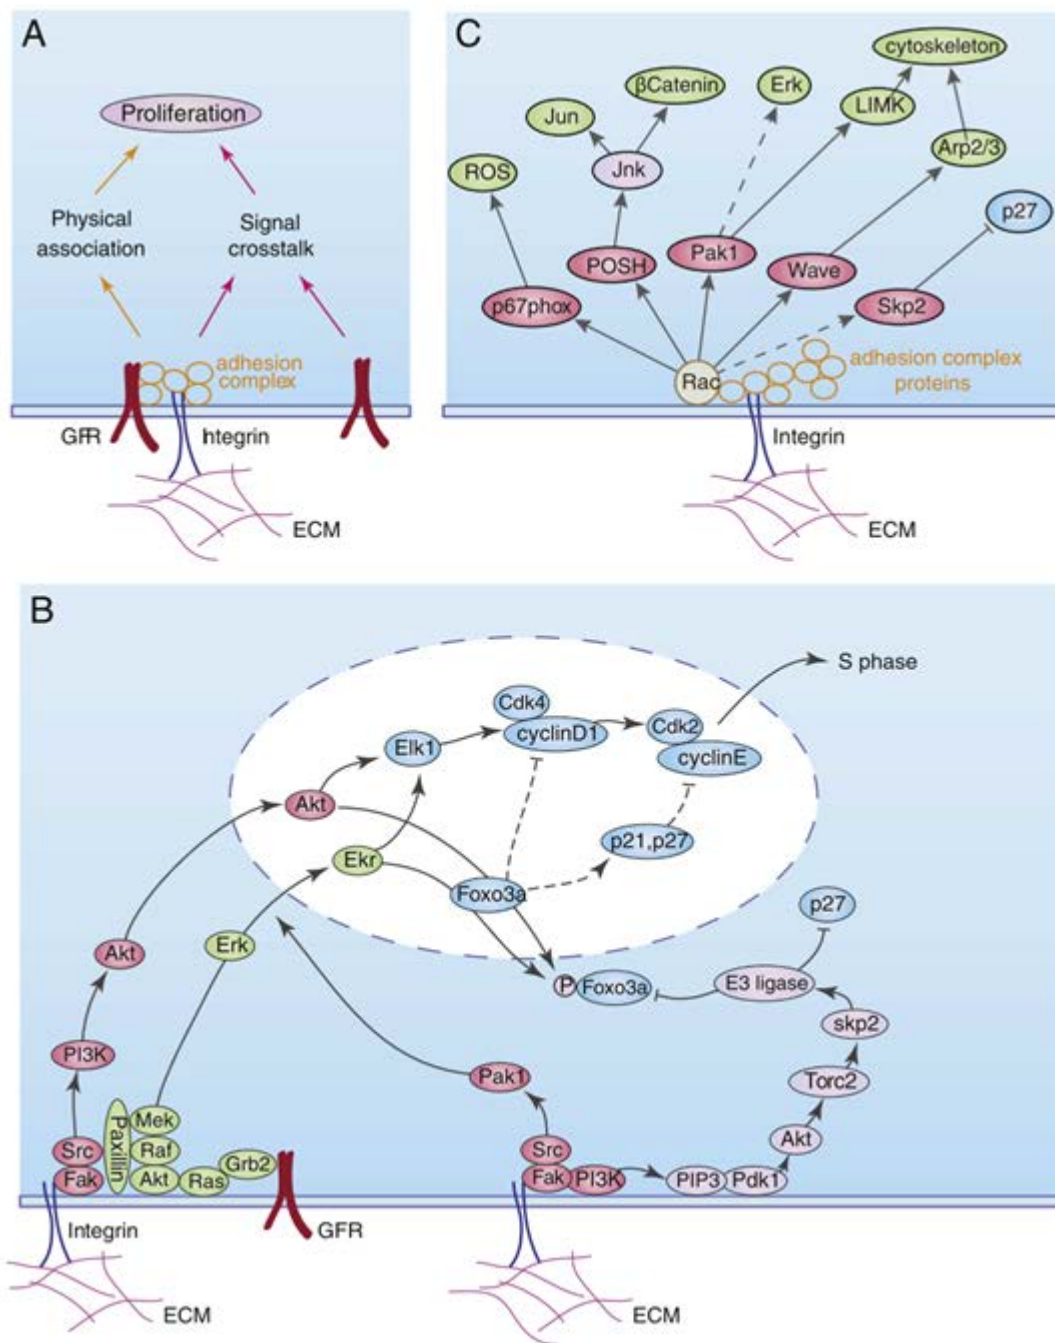 A
Proliferation
Physical
association
Signal
crosstalk
adhesion
complex
GFR
Integrin
ECM
C
cytoskeleton
βCatenin
Erk
Jun
LIMK
Arp2/3
ROS
Jnk
p27
POSH
Pak1
Wave
p67phox
Skp2
Rac
adhesion complex
proteins
Integrin
ECM
B
S phase
Cdk4
cyclinD1
Cdk2
cyclinE
Elk1
Akt
p21,p27
Ekr
Foxo3a
p27
Erk
Akt
P
Foxo3a
E3 ligase
skp2
PI3K
Pak1
Torc2
Paxillin
Mek
Src
Raf
Akt
Src
Grb2
Fak
Akt
Ras
Fak
PI3K
PIP3
Pdk1
Integrin
GFR
ECM
ECM